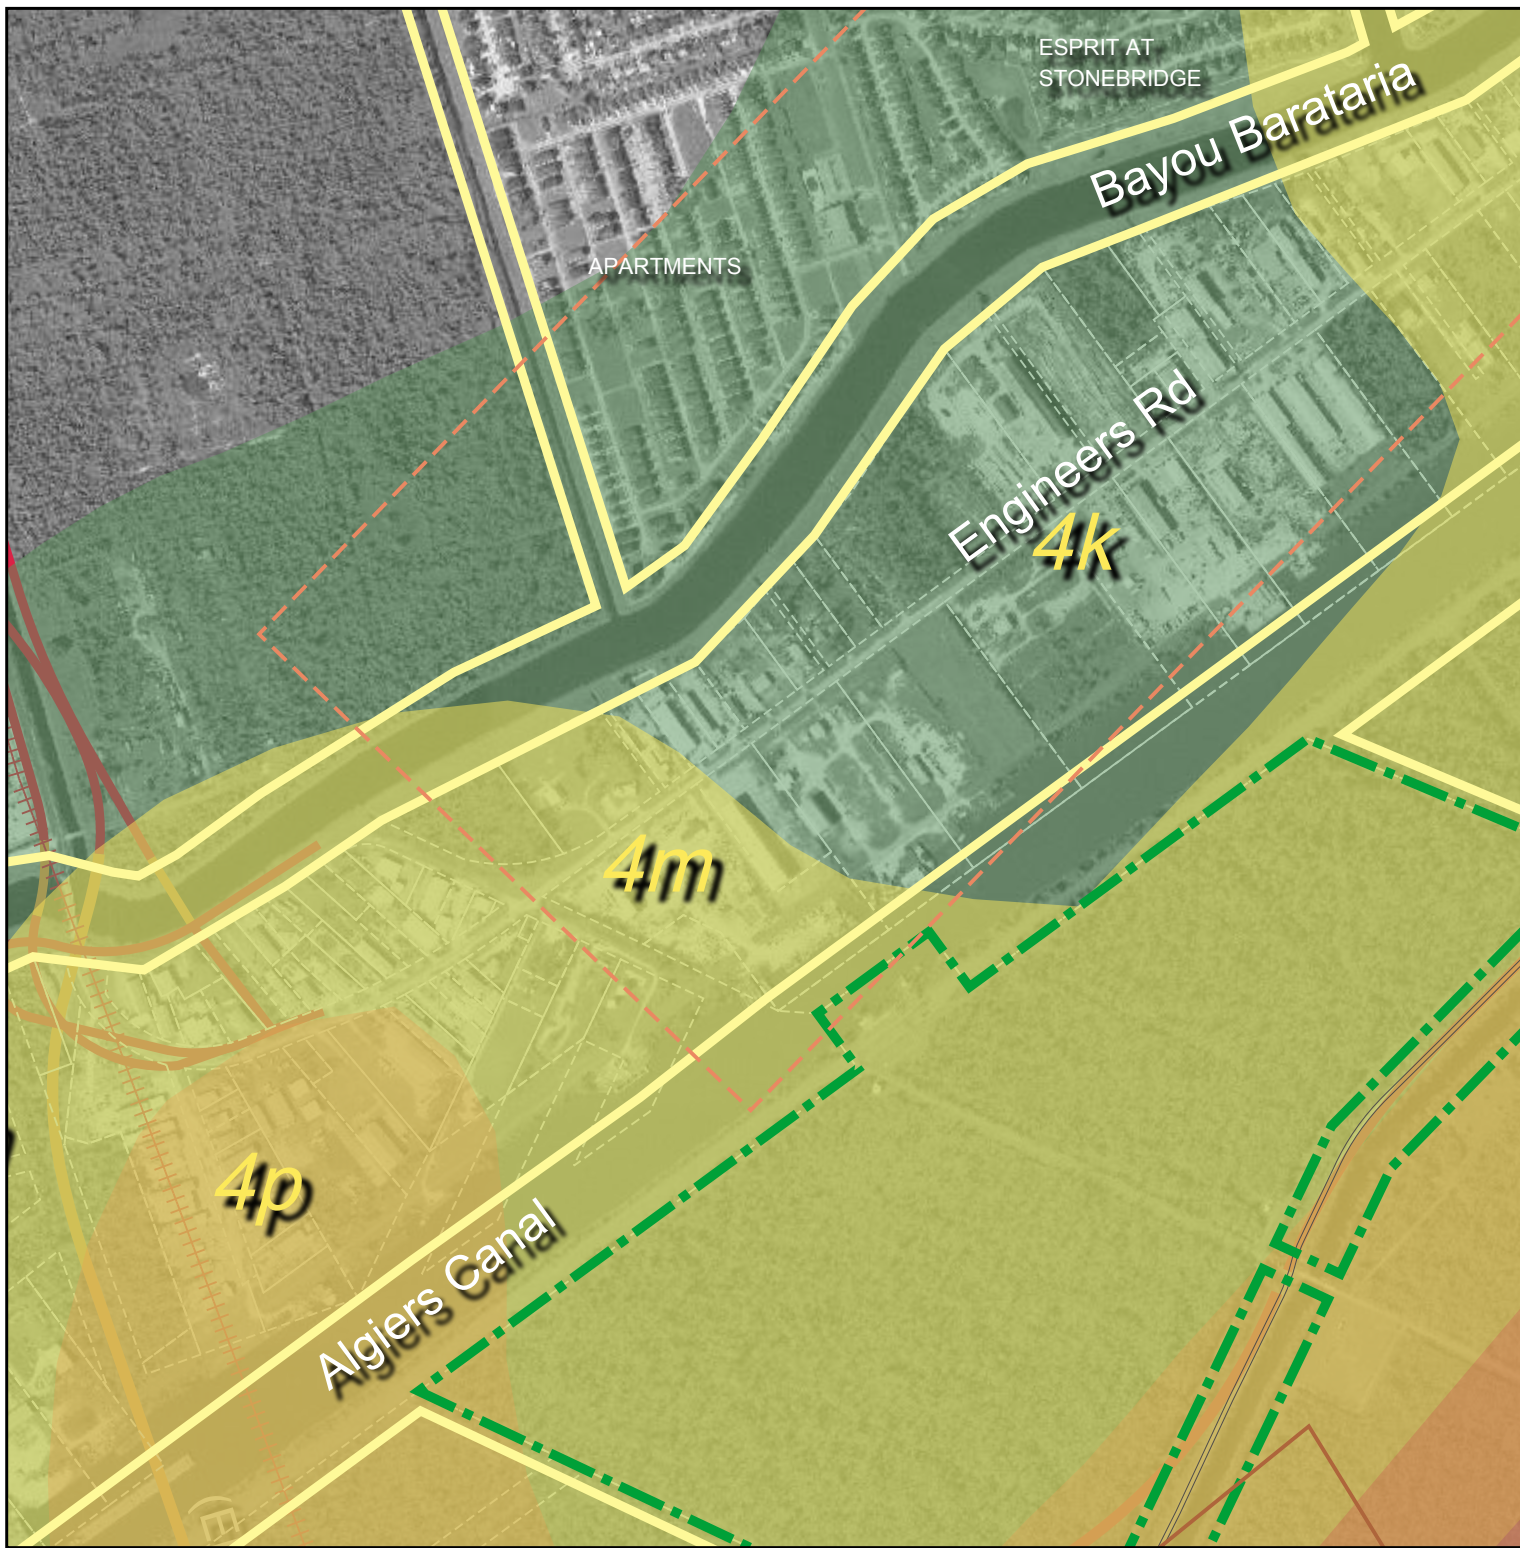 ESPRIT AT
STONEBRIDGE
Bayou Barataria
APARTMENTS
Engineers Rd
4k
4m
4p
Algiers Canal